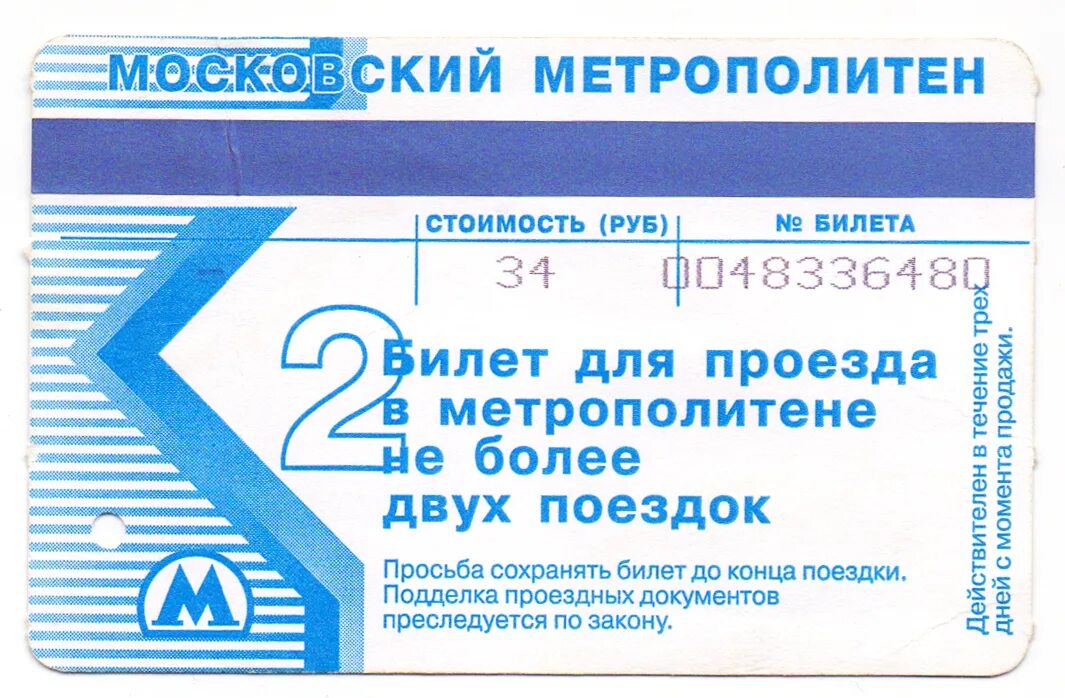 МОСКОВСКИЙ МЕТРОПОЛИТЕН
СТОИМОСТЬ (РУБ) № БИЛЕТА
34 0048336480
2
Билет для проезда
в метрополитене
не более
двух поездок
Просьба сохранять билет до конца поездки.
Подделка проездных документов
преследуется по закону.
М
Действителен в течение трех
дней с момента продажи.